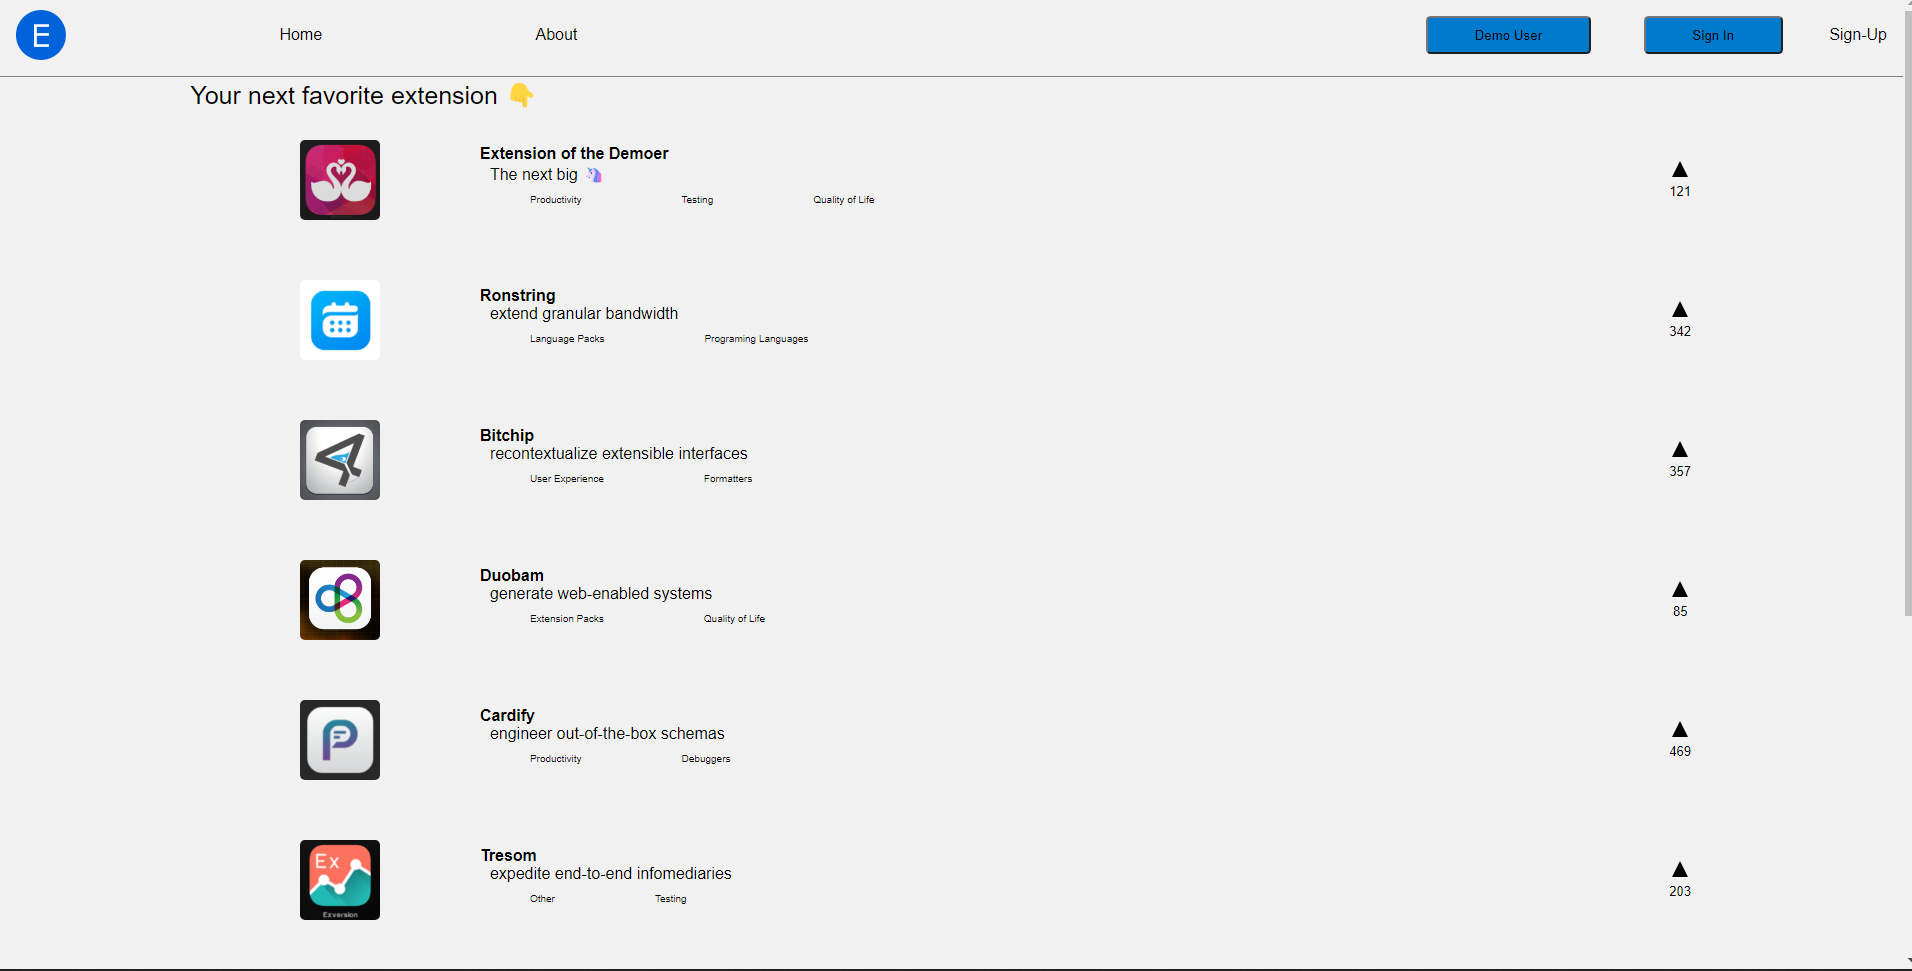 E Home About Demo User Sign In Sign-Up
Your next favorite extension 👇
Extension of the Demoer
The next big 🦄
Productivity Testing Quality of Life
▲
121
Ronstring
extend granular bandwidth
Language Packs Programing Languages
▲
342
Bitchip
recontextualize extensible interfaces
User Experience Formatters
▲
357
Duobam
generate web-enabled systems
Extension Packs Quality of Life
▲
85
Cardify
engineer out-of-the-box schemas
Productivity Debuggers
▲
469
Ex
Exversion
Tresom
expedite end-to-end infomediaries
Other Testing
▲
203